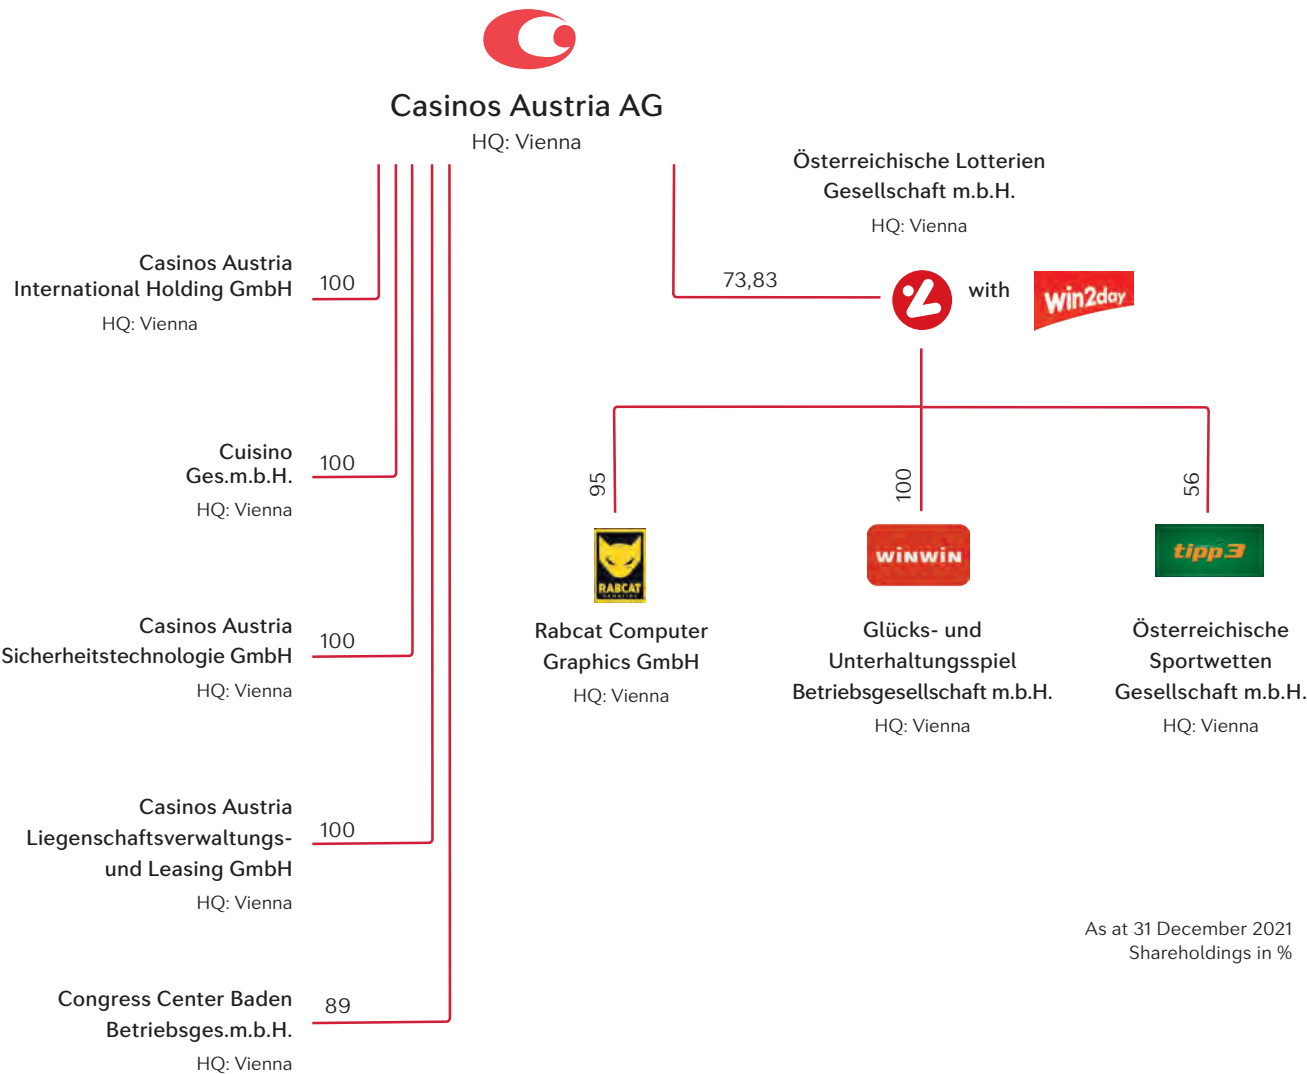 Casinos Austria AG
HQ: Vienna
Österreichische Lotterien
Gesellschaft m.b.H.
HQ: Vienna
73,83
with
win2day
Casinos Austria
International Holding GmbH
HQ: Vienna
100
Cuisino
Ges.m.b.H.
HQ: Vienna
100
Casinos Austria
Sicherheitstechnologie GmbH
HQ: Vienna
100
Casinos Austria
Liegenschaftsverwaltungs-
und Leasing GmbH
HQ: Vienna
100
Congress Center Baden
Betriebsges.m.b.H.
HQ: Vienna
89
95
RABCAT
Rabcat Computer
Graphics GmbH
HQ: Vienna
100
WINWIN
Glücks- und
Unterhaltungsspiel
Betriebsgesellschaft m.b.H.
HQ: Vienna
56
tipp3
Österreichische
Sportwetten
Gesellschaft m.b.H.
HQ: Vienna
As at 31 December 2021
Shareholdings in %